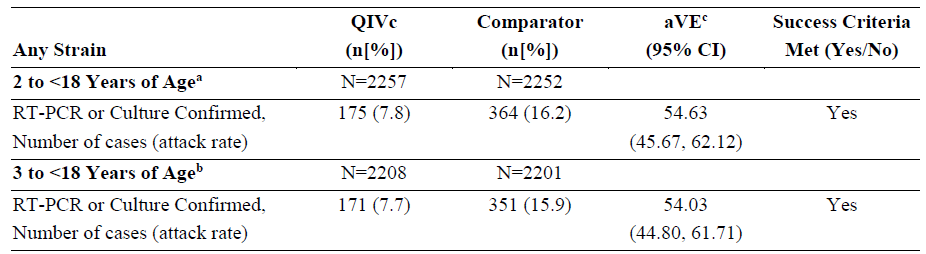 QIVc Comparator aVEᶜ Success Criteria
Any Strain (n[%]) (n[%]) (95% CI) Met (Yes/No)
2 to <18 Years of Ageᵃ N=2257 N=2252
RT-PCR or Culture Confirmed, 175 (7.8) 364 (16.2) 54.63 Yes
Number of cases (attack rate) (45.67, 62.12)
3 to <18 Years of Ageᵇ N=2208 N=2201
RT-PCR or Culture Confirmed, 171 (7.7) 351 (15.9) 54.03 Yes
Number of cases (attack rate) (44.80, 61.71)